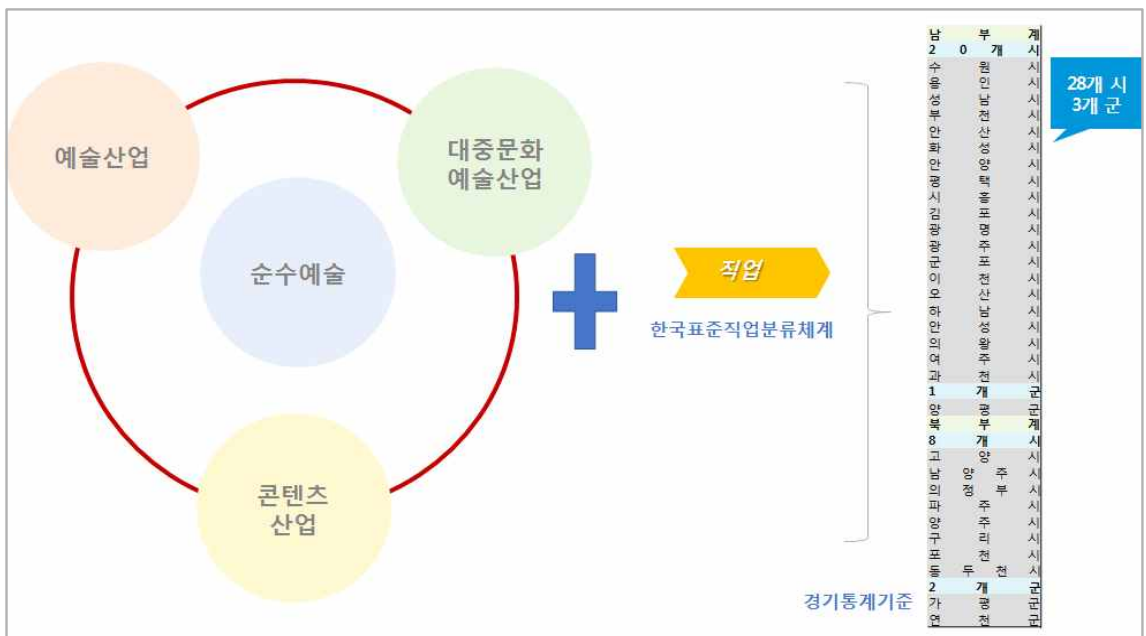 예술산업
대중문화
예술산업
순수예술
콘텐츠
산업
직업
한국표준직업분류체계
남 부 계
2 0 개 시
수 원 시
용 인 시
성 남 시
부 천 시
안 산 시
화 성 시
안 양 시
평 택 시
시 흥 시
김 포 시
광 명 시
광 주 시
군 포 시
이 천 시
오 산 시
하 남 시
안 성 시
의 왕 시
여 주 시
과 천 시
1 개 군
양 평 군
북 부 계
8 개 시
고 양 시
남 양 주 시
의 정 부 시
파 주 시
양 주 시
구 리 시
포 천 시
동 두 천 시
2 개 군
가 평 군
연 천 군
28개 시
3개 군
경기통계기준